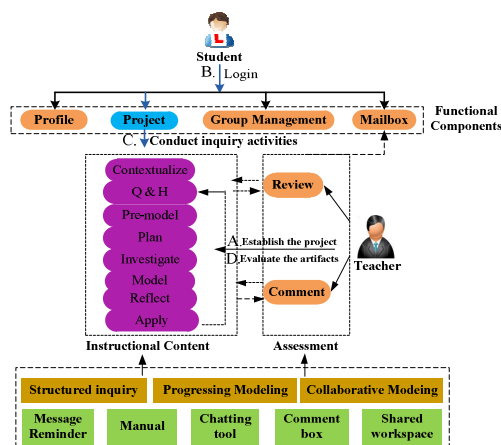 Student
B. Login
Profile
Project
Group Management
Mailbox
Functional
Components
C. Conduct inquiry activities
Contextualize
Q & H
Pre-model
Plan
Investigate
Model
Reflect
Apply
Review
A. Establish the project
D. Evaluate the artifacts
Comment
Teacher
Instructional Content
Assessment
Structured inquiry
Progressing Modeling
Collaborative Modeing
Message
Reminder
Manual
Chatting
tool
Comment
box
Shared
workspace